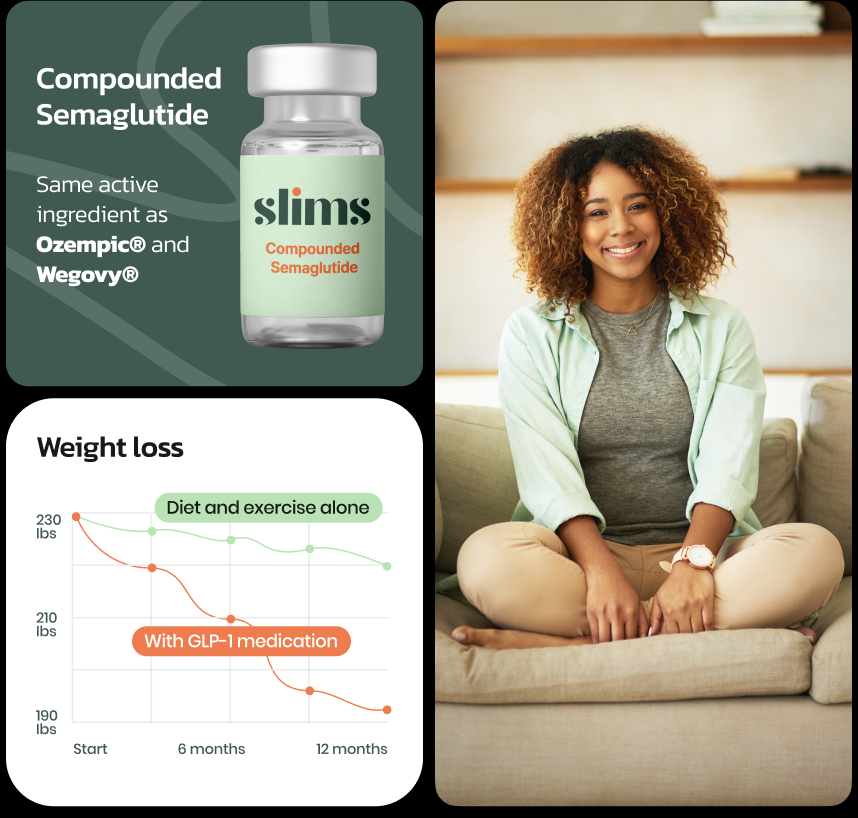 Compounded
Semaglutide
Same active
ingredient as
Ozempic® and
Wegovy®
slims
Compounded
Semaglutide
Weight loss
Diet and exercise alone
230
lbs
210
lbs
With GLP-1 medication
190
lbs
Start
6 months
12 months